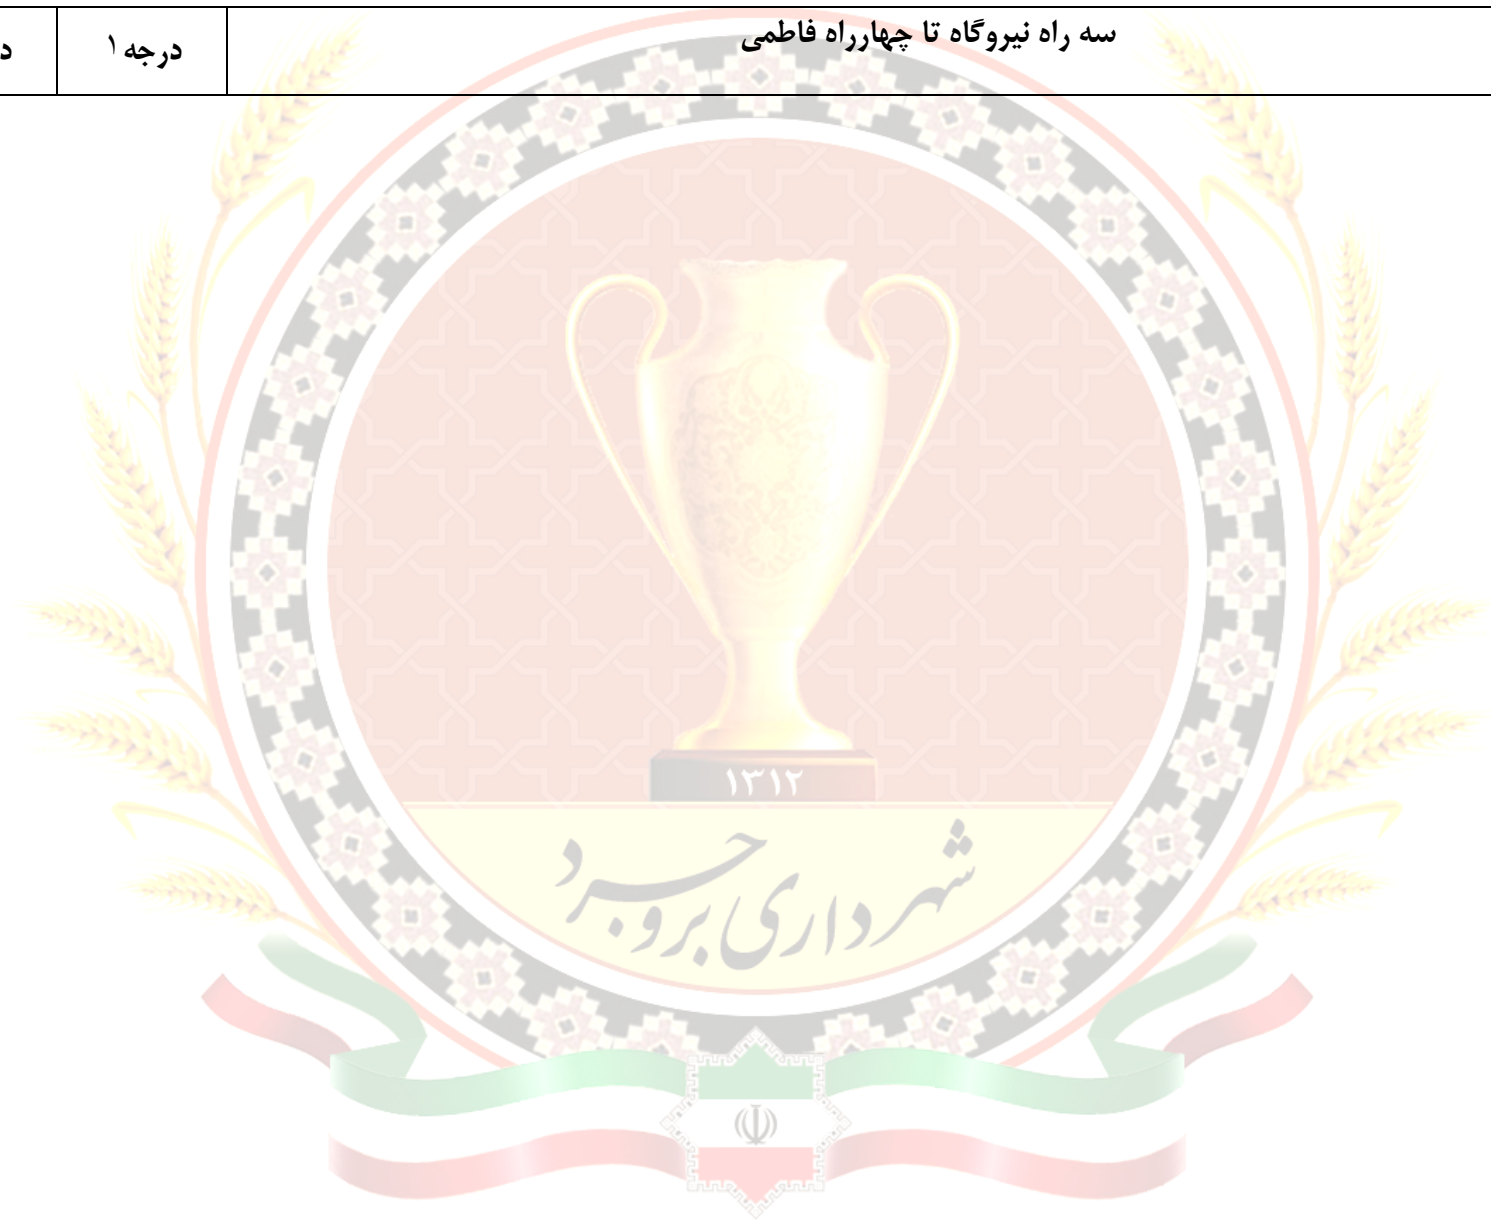 سه راه نیروگاه تا چهارراه فاطمی
درجه ۱
۱۳۱۲
شهرداری بروجرد